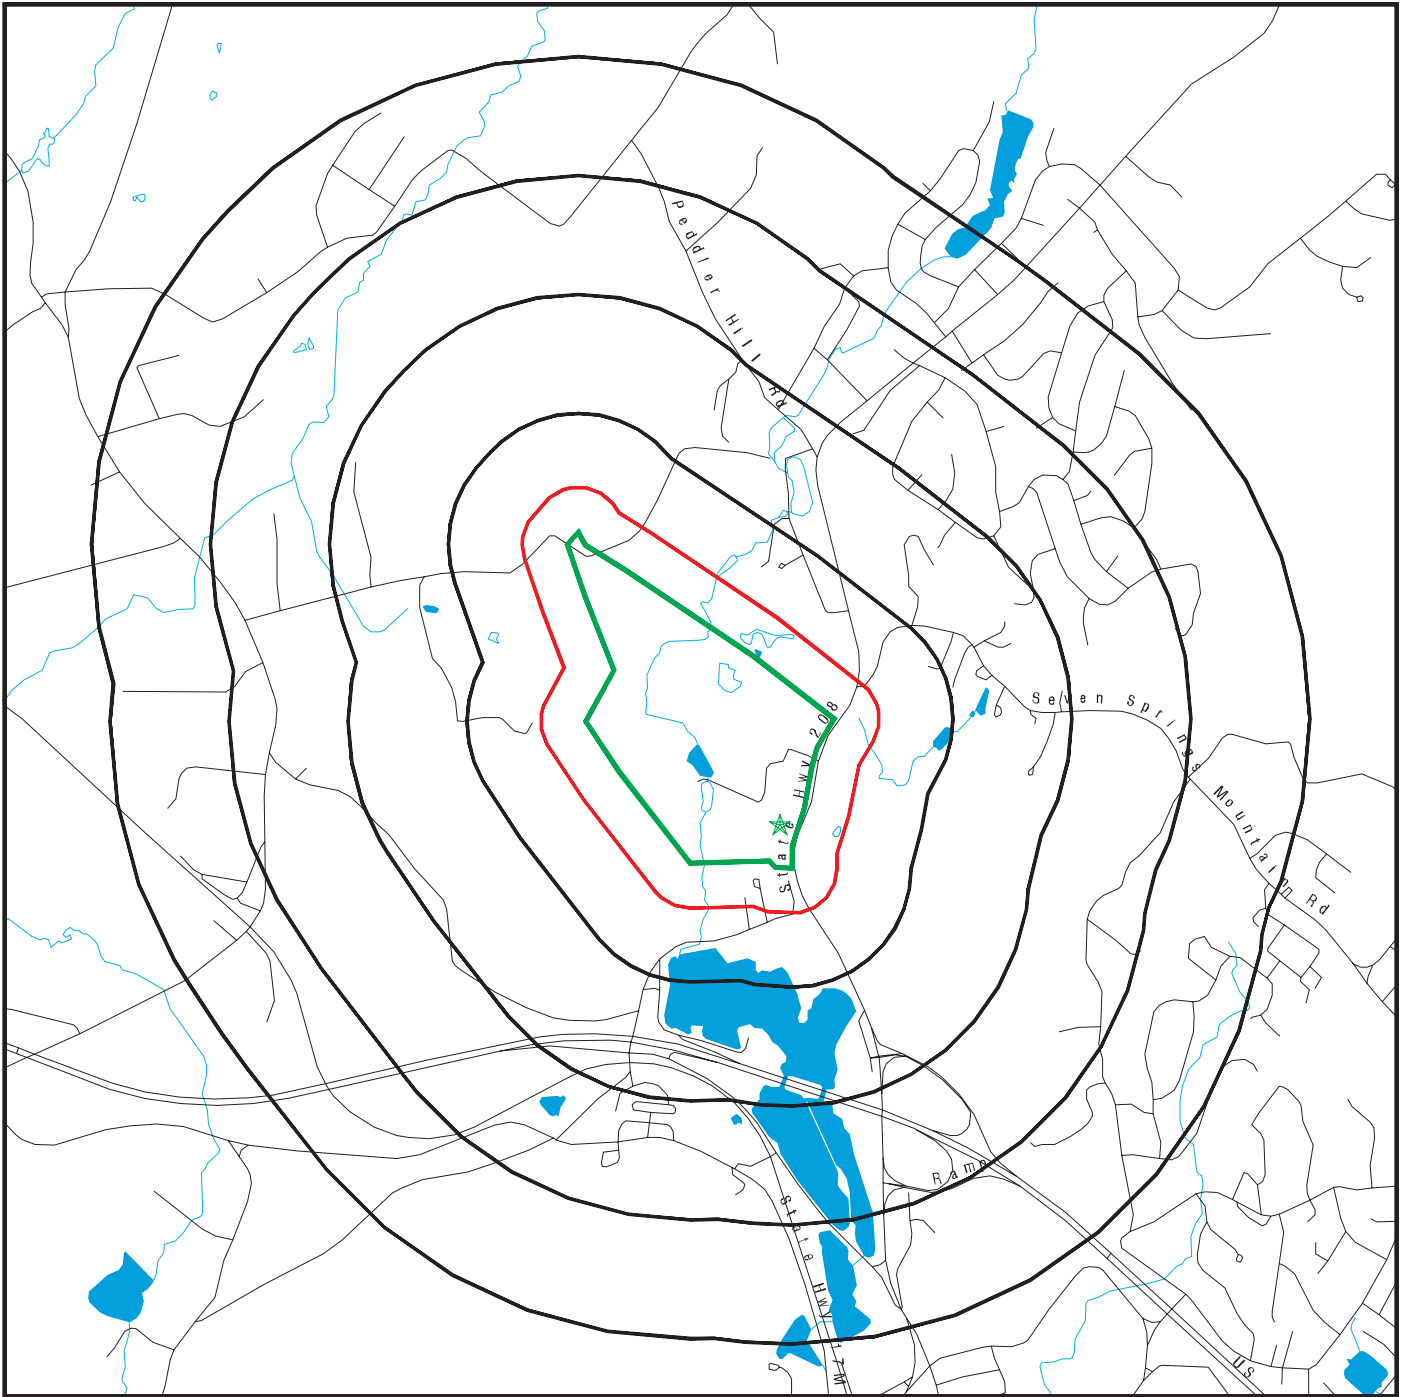 Peddler Hill Rd
Seven Springs Mountain Rd
State Hwy 208
Ramp
State Hwy 17M
US